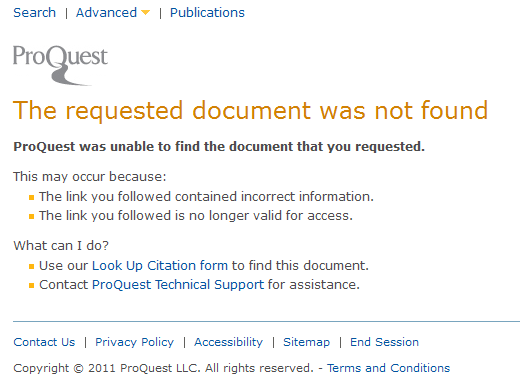 Search | Advanced | Publications
ProQuest
The requested document was not found
ProQuest was unable to find the document that you requested.
This may occur because:
The link you followed contained incorrect information.
The link you followed is no longer valid for access.
What can I do?
Use our Look Up Citation form to find this document.
Contact ProQuest Technical Support for assistance.
Contact Us | Privacy Policy | Accessibility | Sitemap | End Session
Copyright © 2011 ProQuest LLC. All rights reserved. - Terms and Conditions